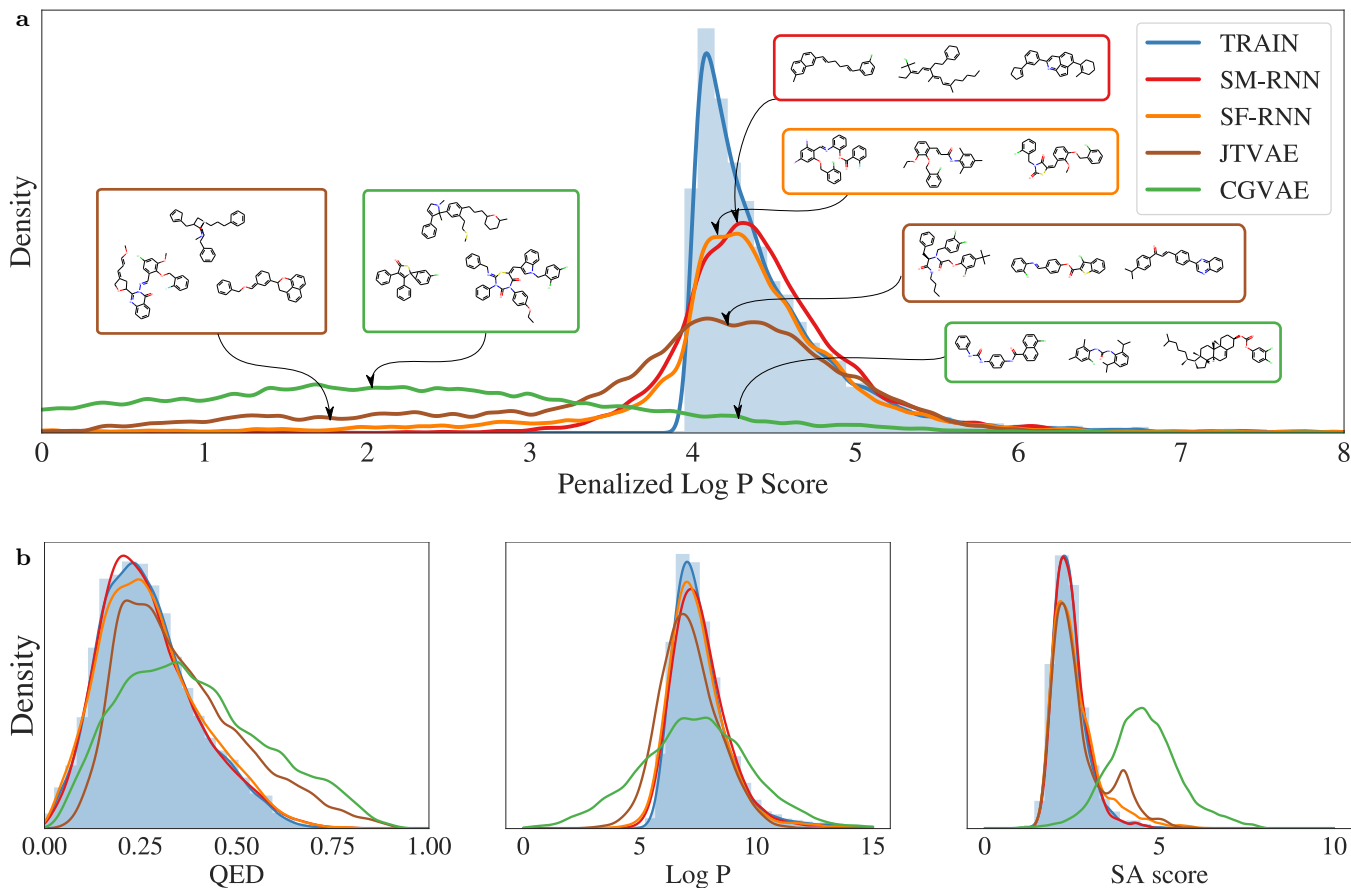 a
TRAIN
SM-RNN
SF-RNN
JTVAE
CGVAE
Density
0 1 2 3 4 5 6 7 8
Penalized Log P Score
b
Density
0.00 0.25 0.50 0.75 1.00
QED
0 5 10 15
Log P
0 5 10
SA score